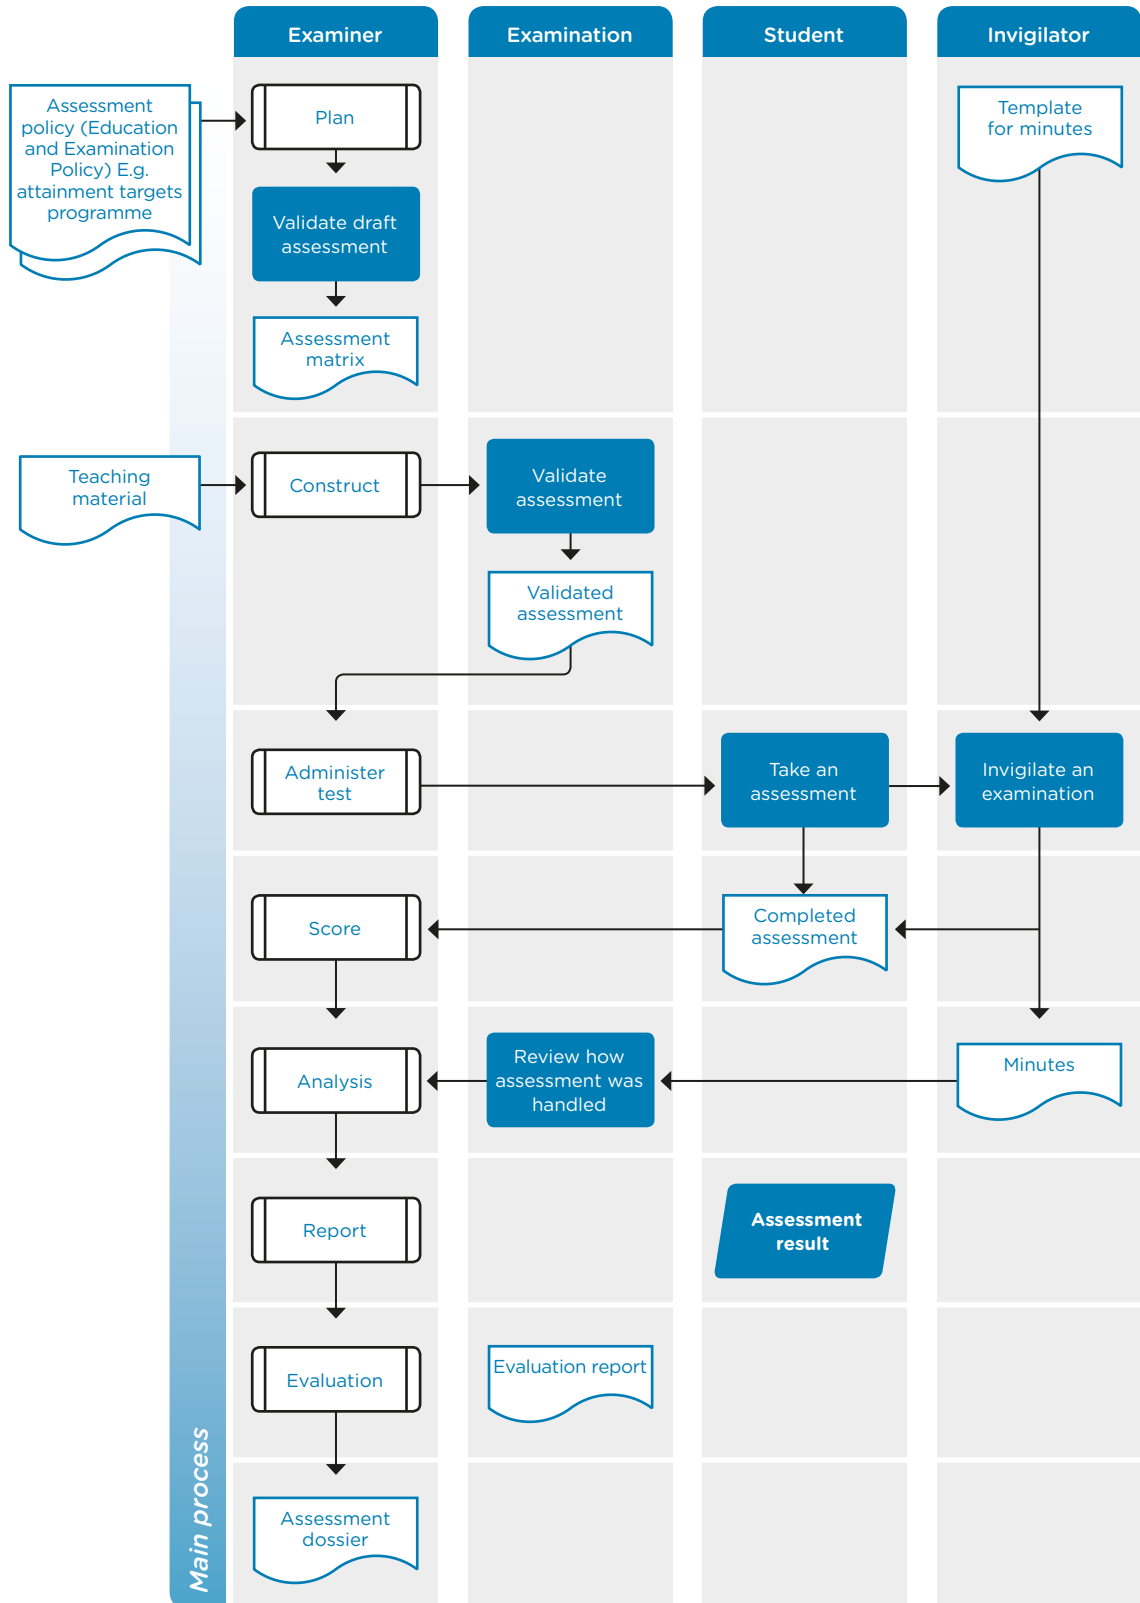 Examiner
Examination
Student
Invigilator
Assessment
policy (Education
and Examination
Policy) E.g.
attainment targets
programme
Plan
Template
for minutes
Validate draft
assessment
Assessment
matrix
Teaching
material
Construct
Validate
assessment
Validated
assessment
Administer
test
Take an
assessment
Invigilate an
examination
Score
Completed
assessment
Analysis
Review how
assessment was
handled
Minutes
Report
Assessment
result
Evaluation
Evaluation report
Assessment
dossier
Main process